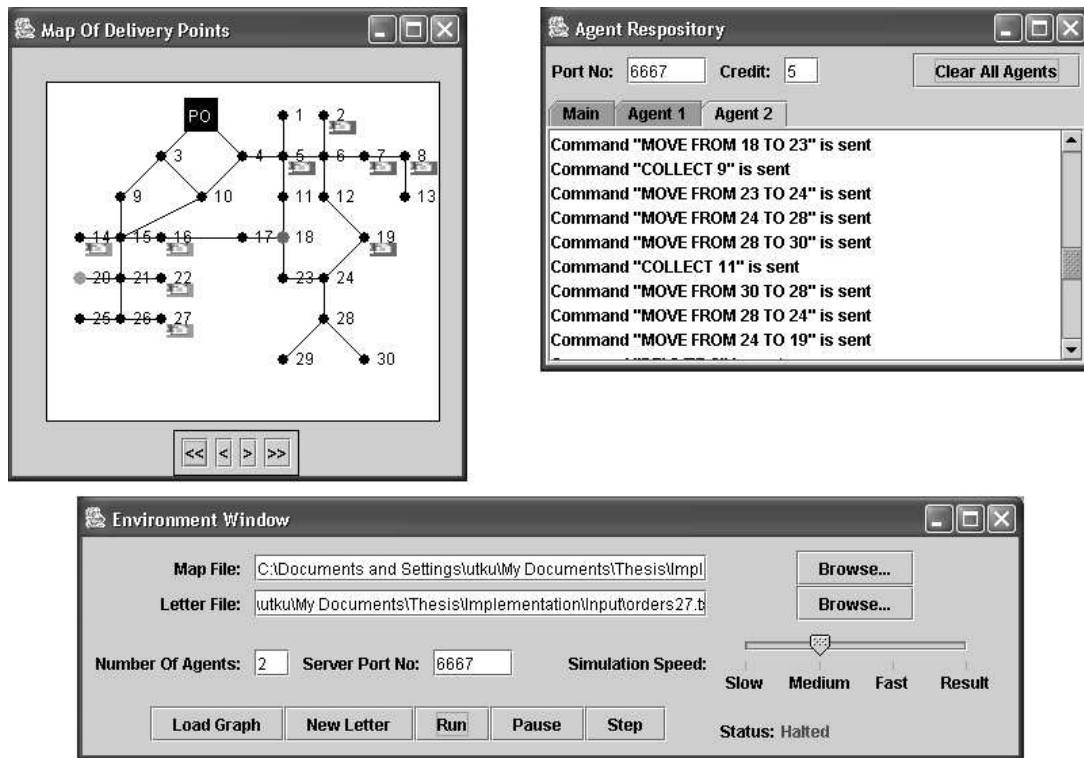 Map Of Delivery Points
PO
1
2
3
4
5
6
7
8
9
10
11
12
13
14
15
16
17
18
19
20
21
22
23
24
25
26
27
28
29
30
<<
<
>
>>
Agent Respository
Port No: 6667 Credit: 5 Clear All Agents
Main Agent 1 Agent 2
Command "MOVE FROM 18 TO 23" is sent
Command "COLLECT 9" is sent
Command "MOVE FROM 23 TO 24" is sent
Command "MOVE FROM 24 TO 28" is sent
Command "MOVE FROM 28 TO 30" is sent
Command "COLLECT 11" is sent
Command "MOVE FROM 30 TO 28" is sent
Command "MOVE FROM 28 TO 24" is sent
Command "MOVE FROM 24 TO 19" is sent
Environment Window
Map File: C:\Documents and Settings\utku\My Documents\Thesis\Impl Browse...
Letter File: \utku\My Documents\Thesis\Implementation\Input\orders27.t Browse...
Number Of Agents: 2 Server Port No: 6667 Simulation Speed:
Slow Medium Fast Result
Load Graph New Letter Run Pause Step
Status: Halted